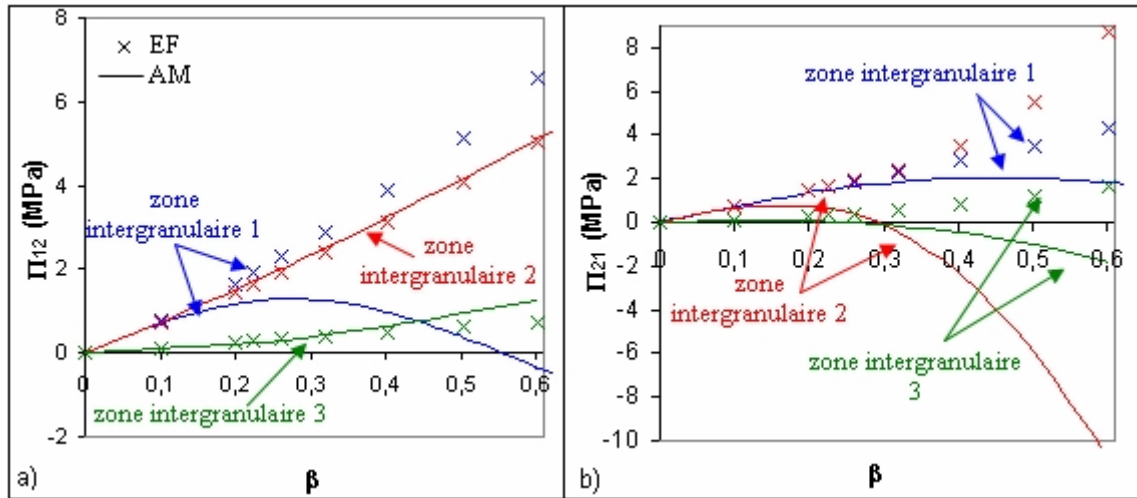 8
6
4
2
0
-2
Π12 (MPa)
× EF
AM
zone
intergranulaire 1
zone
intergranulaire 2
zone intergranulaire 3
0 0,1 0,2 0,3 0,4 0,5 0,6
a)
β
8
6
4
2
0
-2
-4
-6
-8
-10
Π21 (MPa)
zone intergranulaire 1
0 0,1 0,2 0,3 0,4 0,5 0,6
zone
intergranulaire 2
zone intergranulaire
3
b)
β